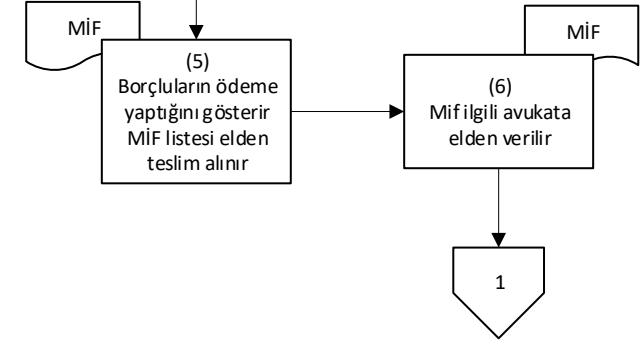 MİF
(5)
Borçluların ödeme
yaptığını gösterir
MİF listesi elden
teslim alınır
MİF
(6)
Mif ilgili avukata
elden verilir
1